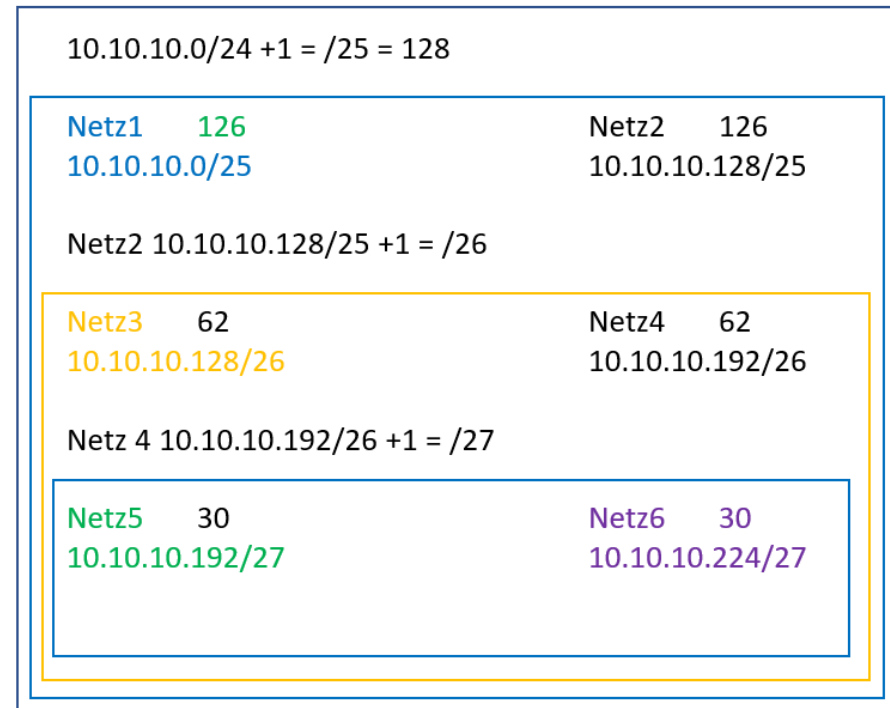 10.10.10.0/24 +1 = /25 = 128
Netz1 126 Netz2 126
10.10.10.0/25 10.10.10.128/25
Netz2 10.10.10.128/25 +1 = /26
Netz3 62 Netz4 62
10.10.10.128/26 10.10.10.192/26
Netz 4 10.10.10.192/26 +1 = /27
Netz5 30 Netz6 30
10.10.10.192/27 10.10.10.224/27